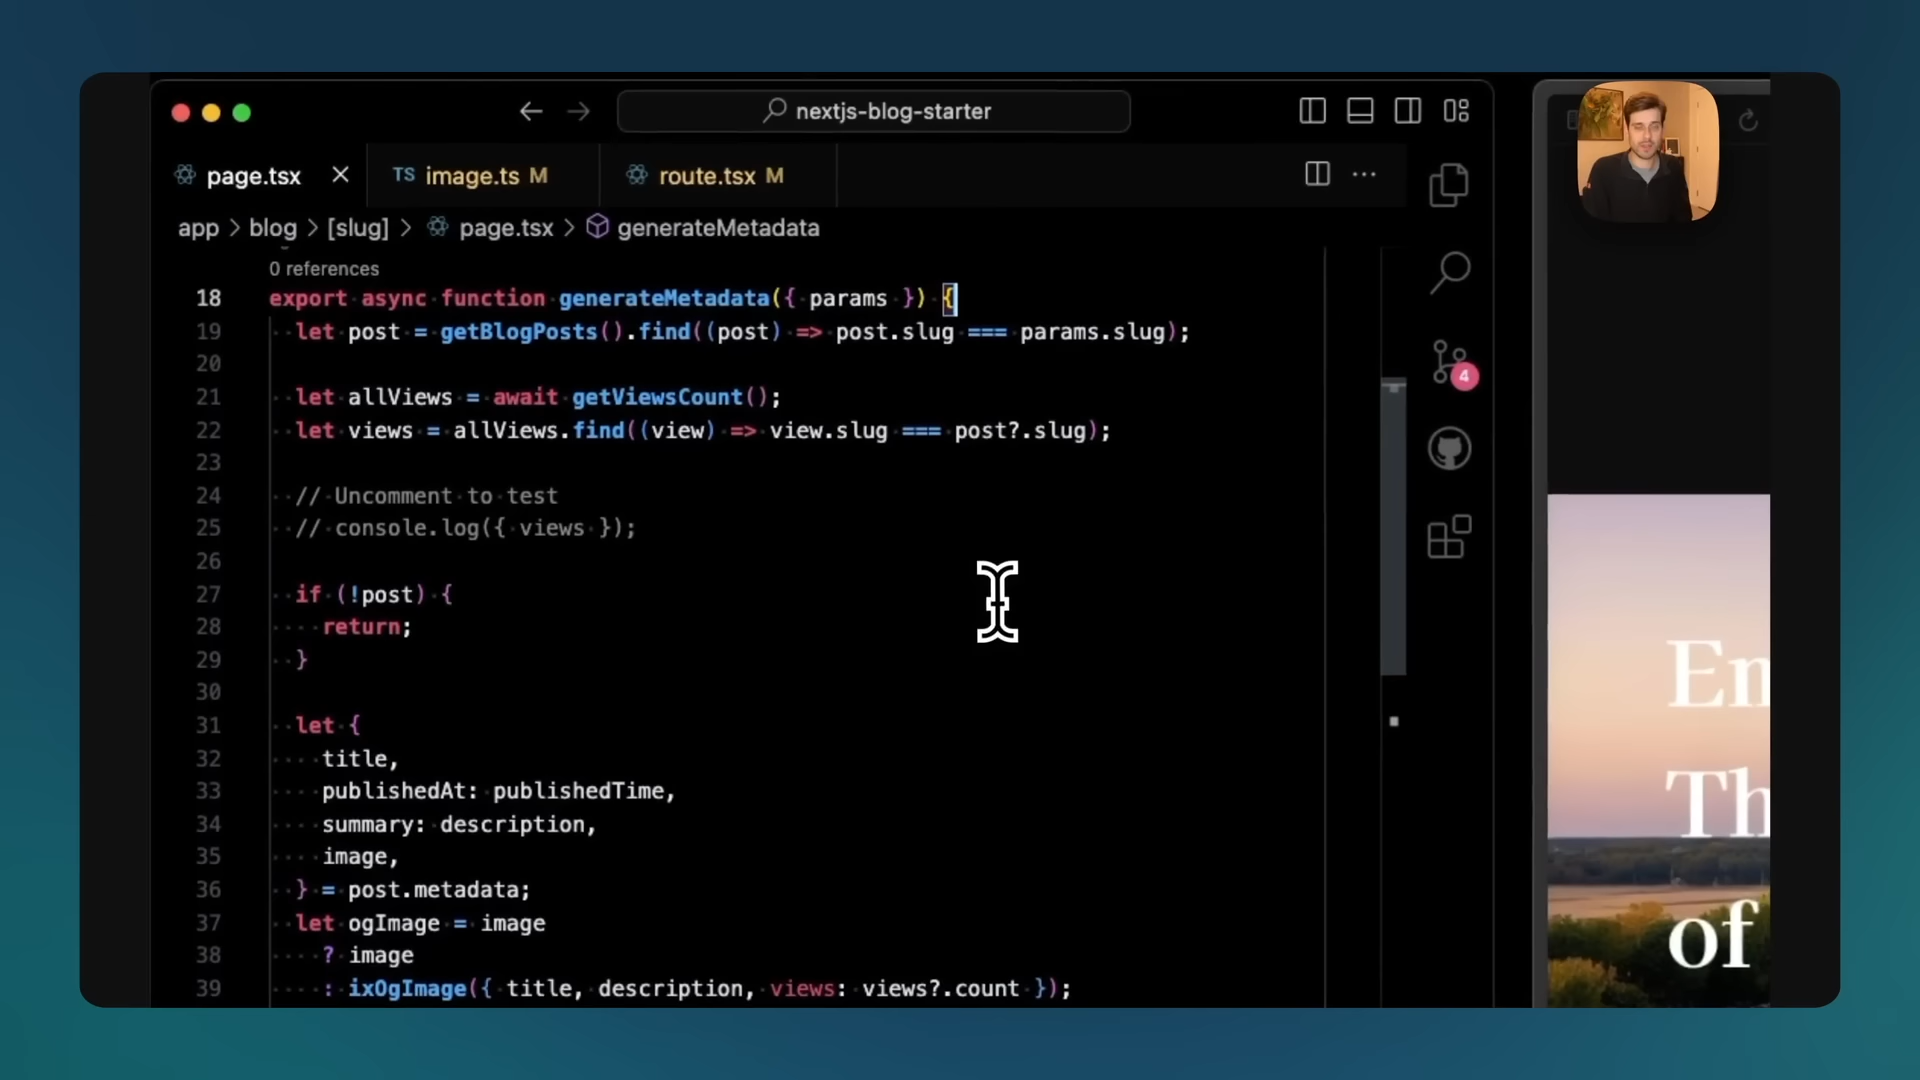 nextjs-blog-starter
page.tsx
TS image.ts M
route.tsx M
app > blog > [slug] > page.tsx > generateMetadata
0 references
18 export async function generateMetadata({ params }) {
19 let post = getBlogPosts().find((post) => post.slug === params.slug);
20
21 let allViews = await getViewsCount();
22 let views = allViews.find((view) => view.slug === post?.slug);
23
24 // Uncomment to test
25 // console.log({ views });
26
27 if (!post) {
28 return;
29 }
30
31 let {
32 title,
33 publishedAt: publishedTime,
34 summary: description,
35 image,
36 } = post.metadata;
37 let ogImage = image
38 ? image
39 : ixOgImage({ title, description, views: views?.count });
4
En
Th
of